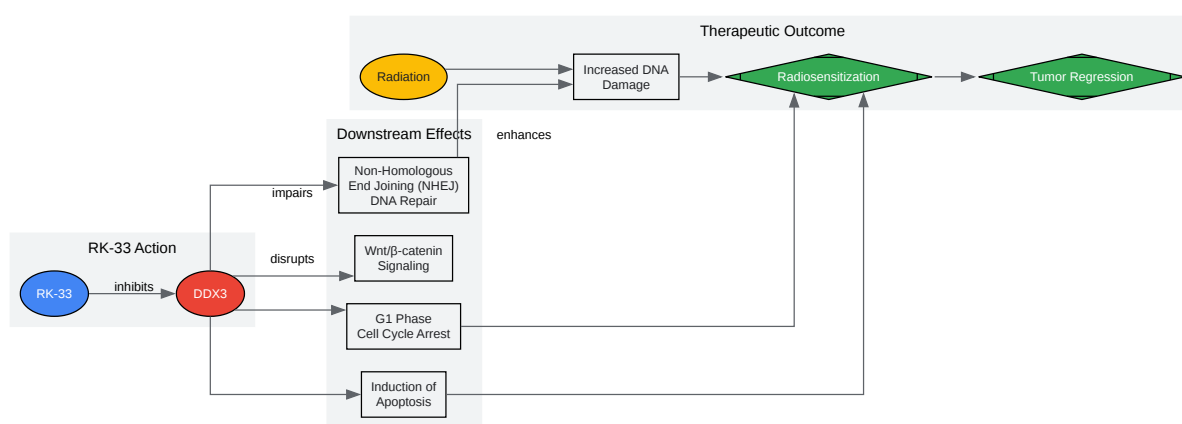 Therapeutic Outcome
Radiation
Increased DNA
Damage
Radiosensitization
Tumor Regression
Downstream Effects
enhances
Non-Homologous
End Joining (NHEJ)
DNA Repair
impairs
RK-33 Action
disrupts
Wnt/β-catenin
Signaling
RK-33
inhibits
DDX3
G1 Phase
Cell Cycle Arrest
Induction of
Apoptosis